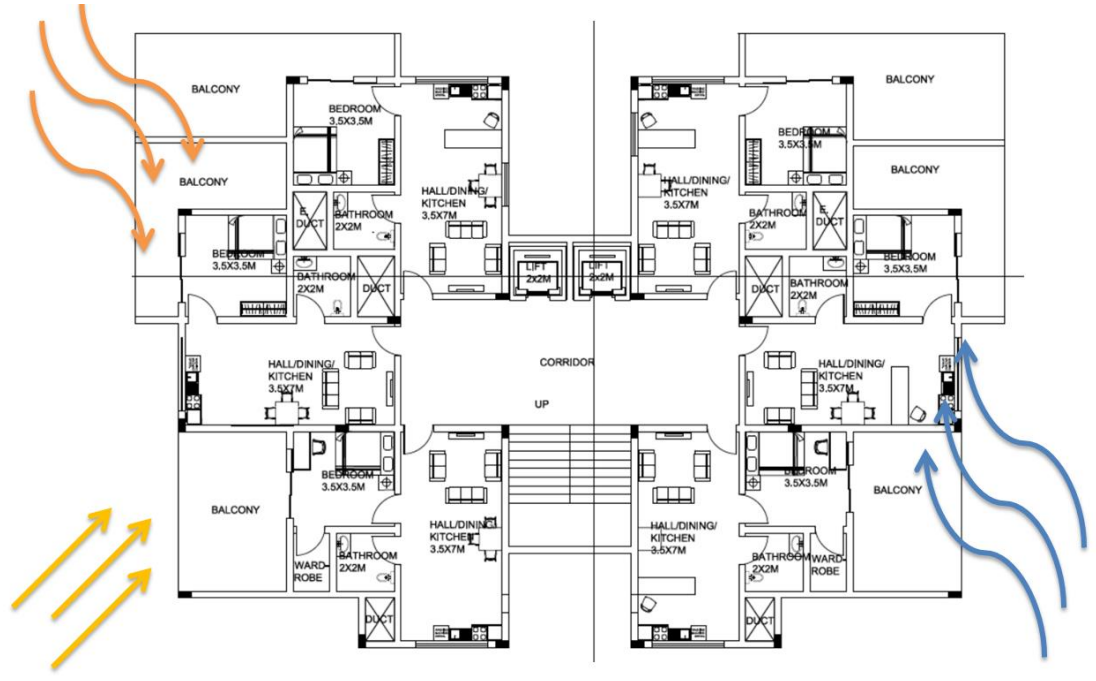 BALCONY
BALCONY
BEDROOM
3,5X3,5M
BEDROOM
3.5X3.5M
BALCONY
BALCONY
HALL/DINING/
KITCHEN
3,5X7M
HALL/DINING/
KITCHEN
3.5X7M
E.
DUCT
BATHROOM
2X2M
BATHROOM
2X2M
E.
DUCT
BEDROOM
3.5X3.5M
BATHROOM
2X2M
DUCT
LIFT
2x2M
LIFT
2x2M
DUCT
BATHROOM
2X2M
BEDROOM
3.5X3.5M
HALL/DINING/
KITCHEN
3.5X7M
CORRIDOR
UP
HALL/DINING/
KITCHEN
3.5X7M
BALCONY
BEDROOM
3.5X3.5M
BEDROOM
3.5X3.5M
BALCONY
HALL/DINING/
KITCHEN
3.5X7M
HALL/DINING/
KITCHEN
3.5X7M
WARD-
ROBE
BATHROOM
2X2M
BATHROOM
2X2M
WARD-
ROBE
DUCT
DUCT